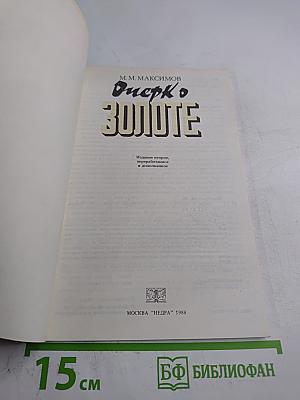 М. М. МАКСИМОВ
Очерк о
ЗОЛОТЕ
Издание второе,
переработанное
и дополненное
МОСКВА "НЕДРА" 1988
15 см
БФ БИБЛИОФАН